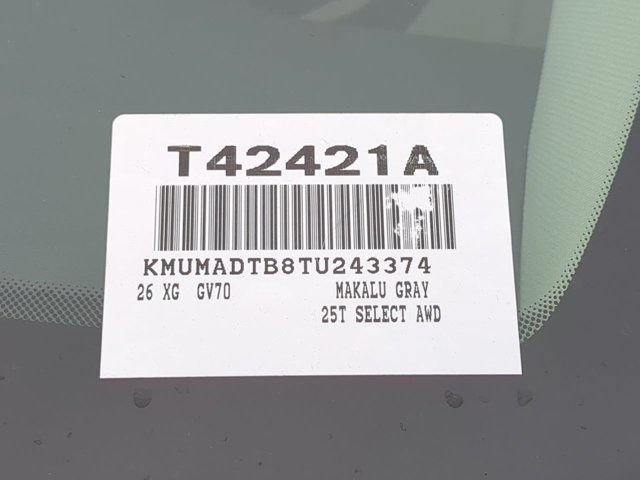 T42421A
KMUMADTB8TU243374
26 XG GV70 MAKALU GRAY
25T SELECT AWD